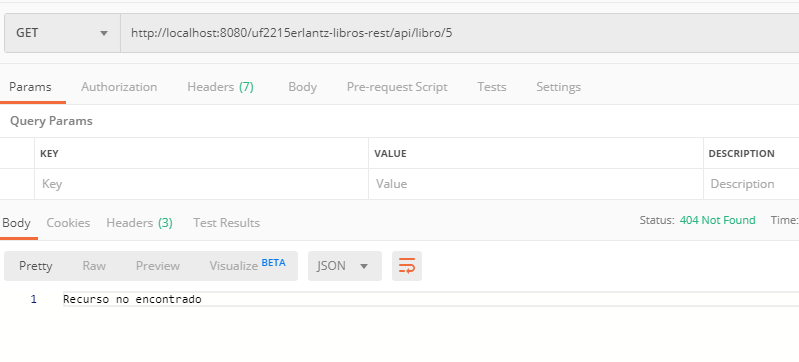 GET http://localhost:8080/uf2215erlantz-libros-rest/api/libro/5
Params Authorization Headers (7) Body Pre-request Script Tests Settings
Query Params
KEY VALUE DESCRIPTION
Key Value Description
Body Cookies Headers (3) Test Results Status: 404 Not Found Time:
Pretty Raw Preview Visualize BETA JSON
1 Recurso no encontrado